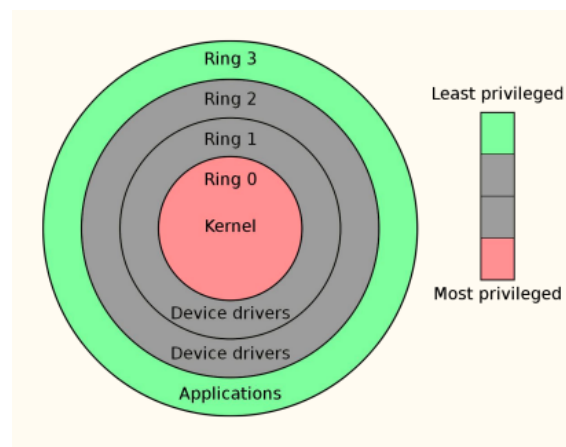 Ring 3
Ring 2
Ring 1
Ring 0
Kernel
Device drivers
Device drivers
Applications
Least privileged
Most privileged